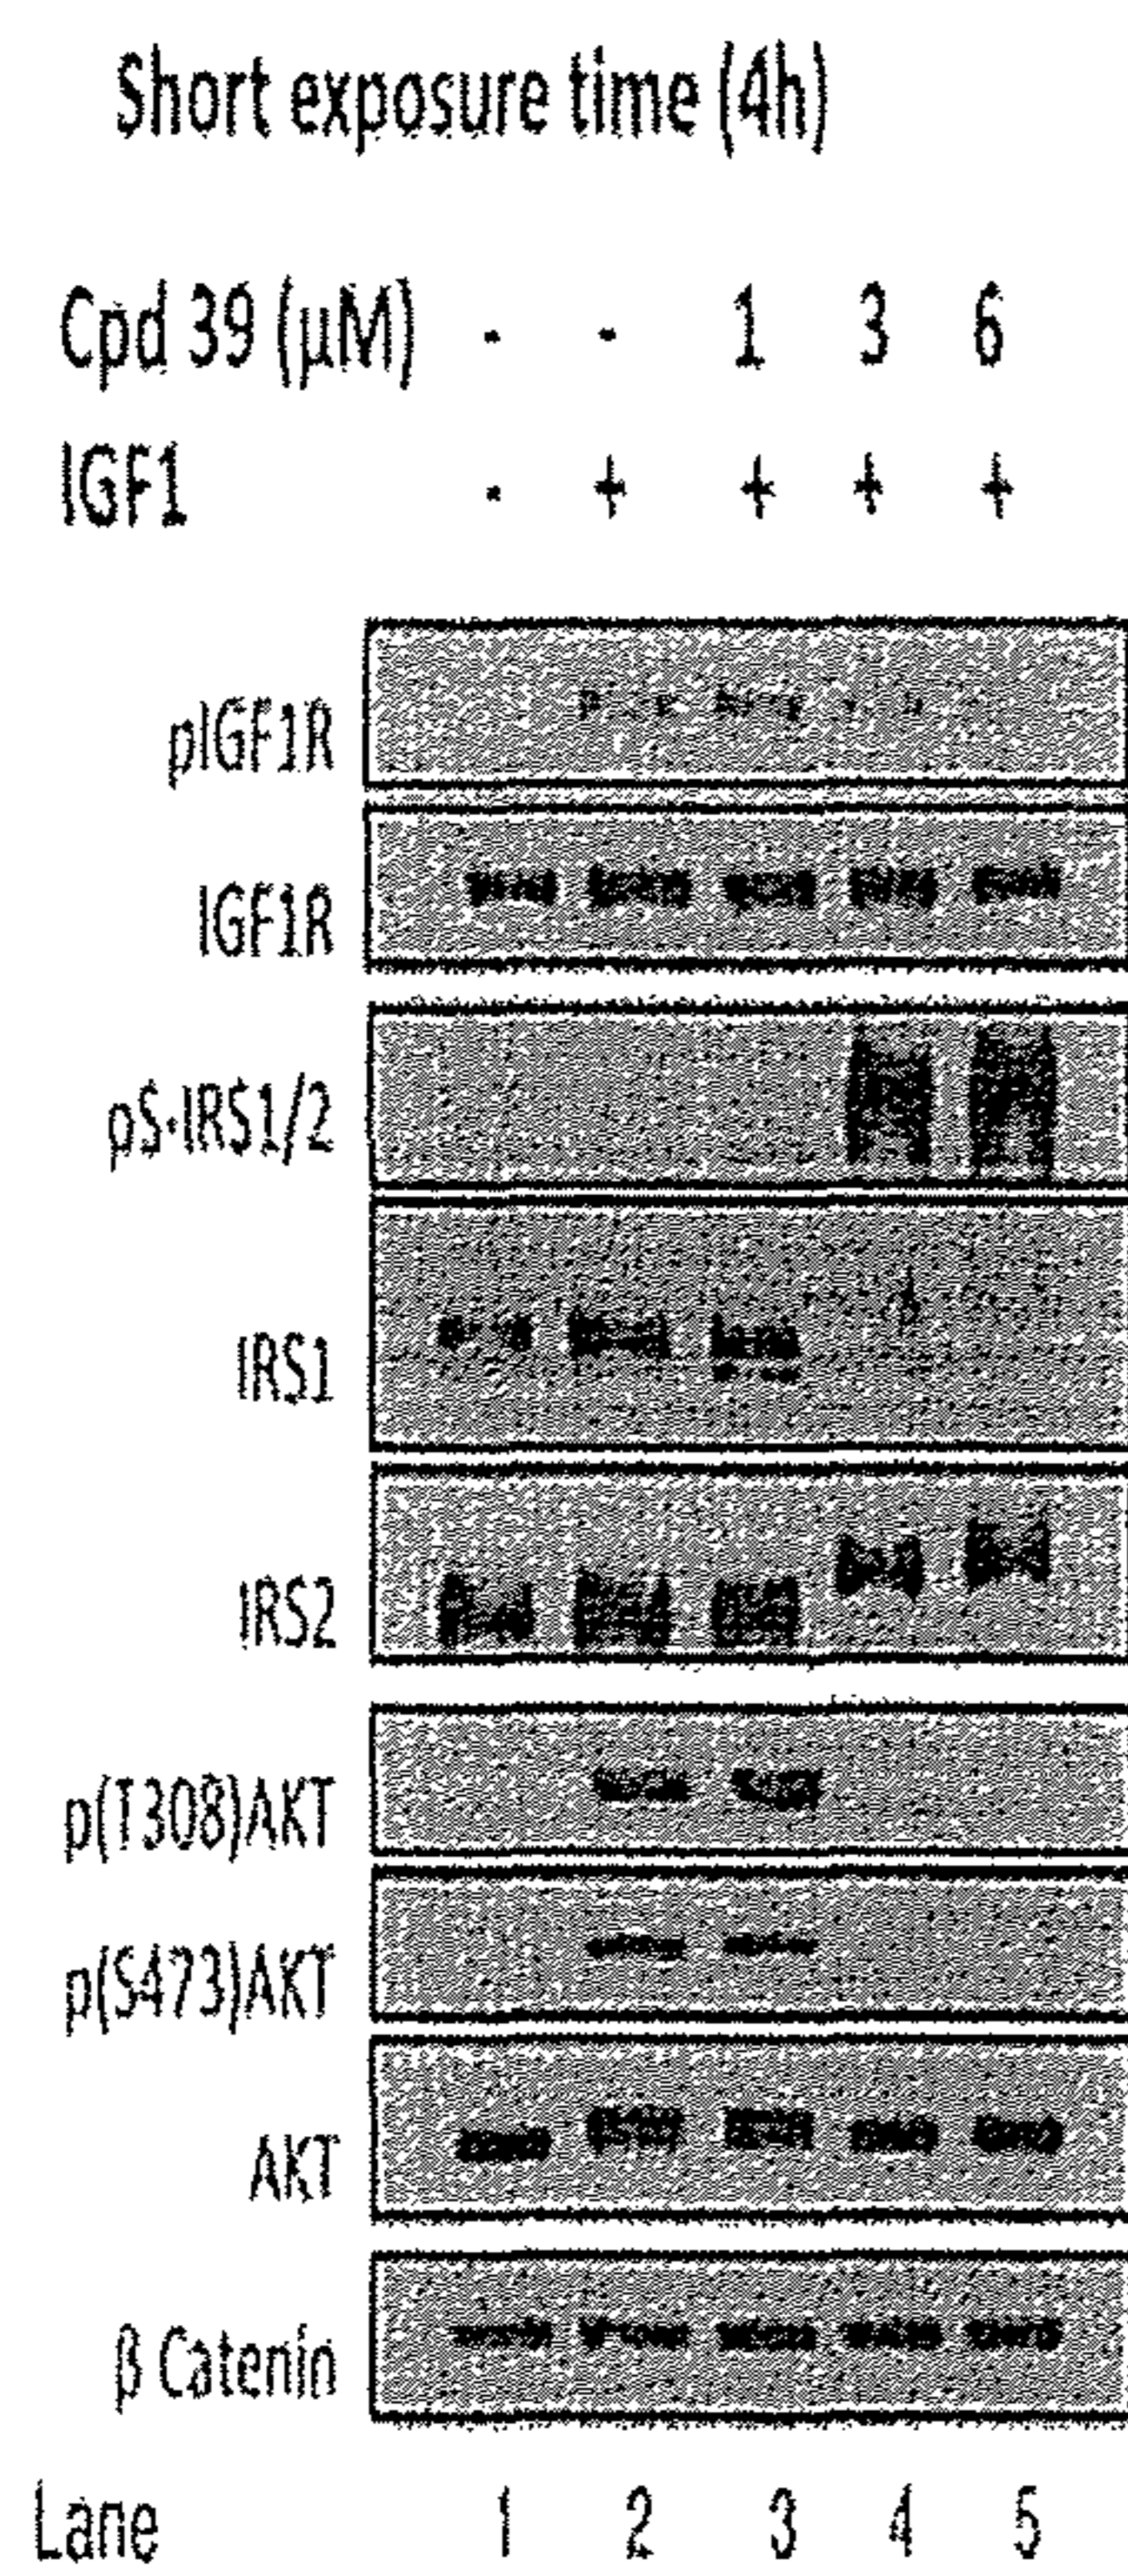 Short exposure time (4h)
Cpd 39 (µM) - - 1 3 6
IGF1 - + + + +
pIGF1R
IGF1R
pS-IRS1/2
IRS1
IRS2
p(T308)AKT
p(S473)AKT
AKT
β Catenin
Lane 1 2 3 4 5